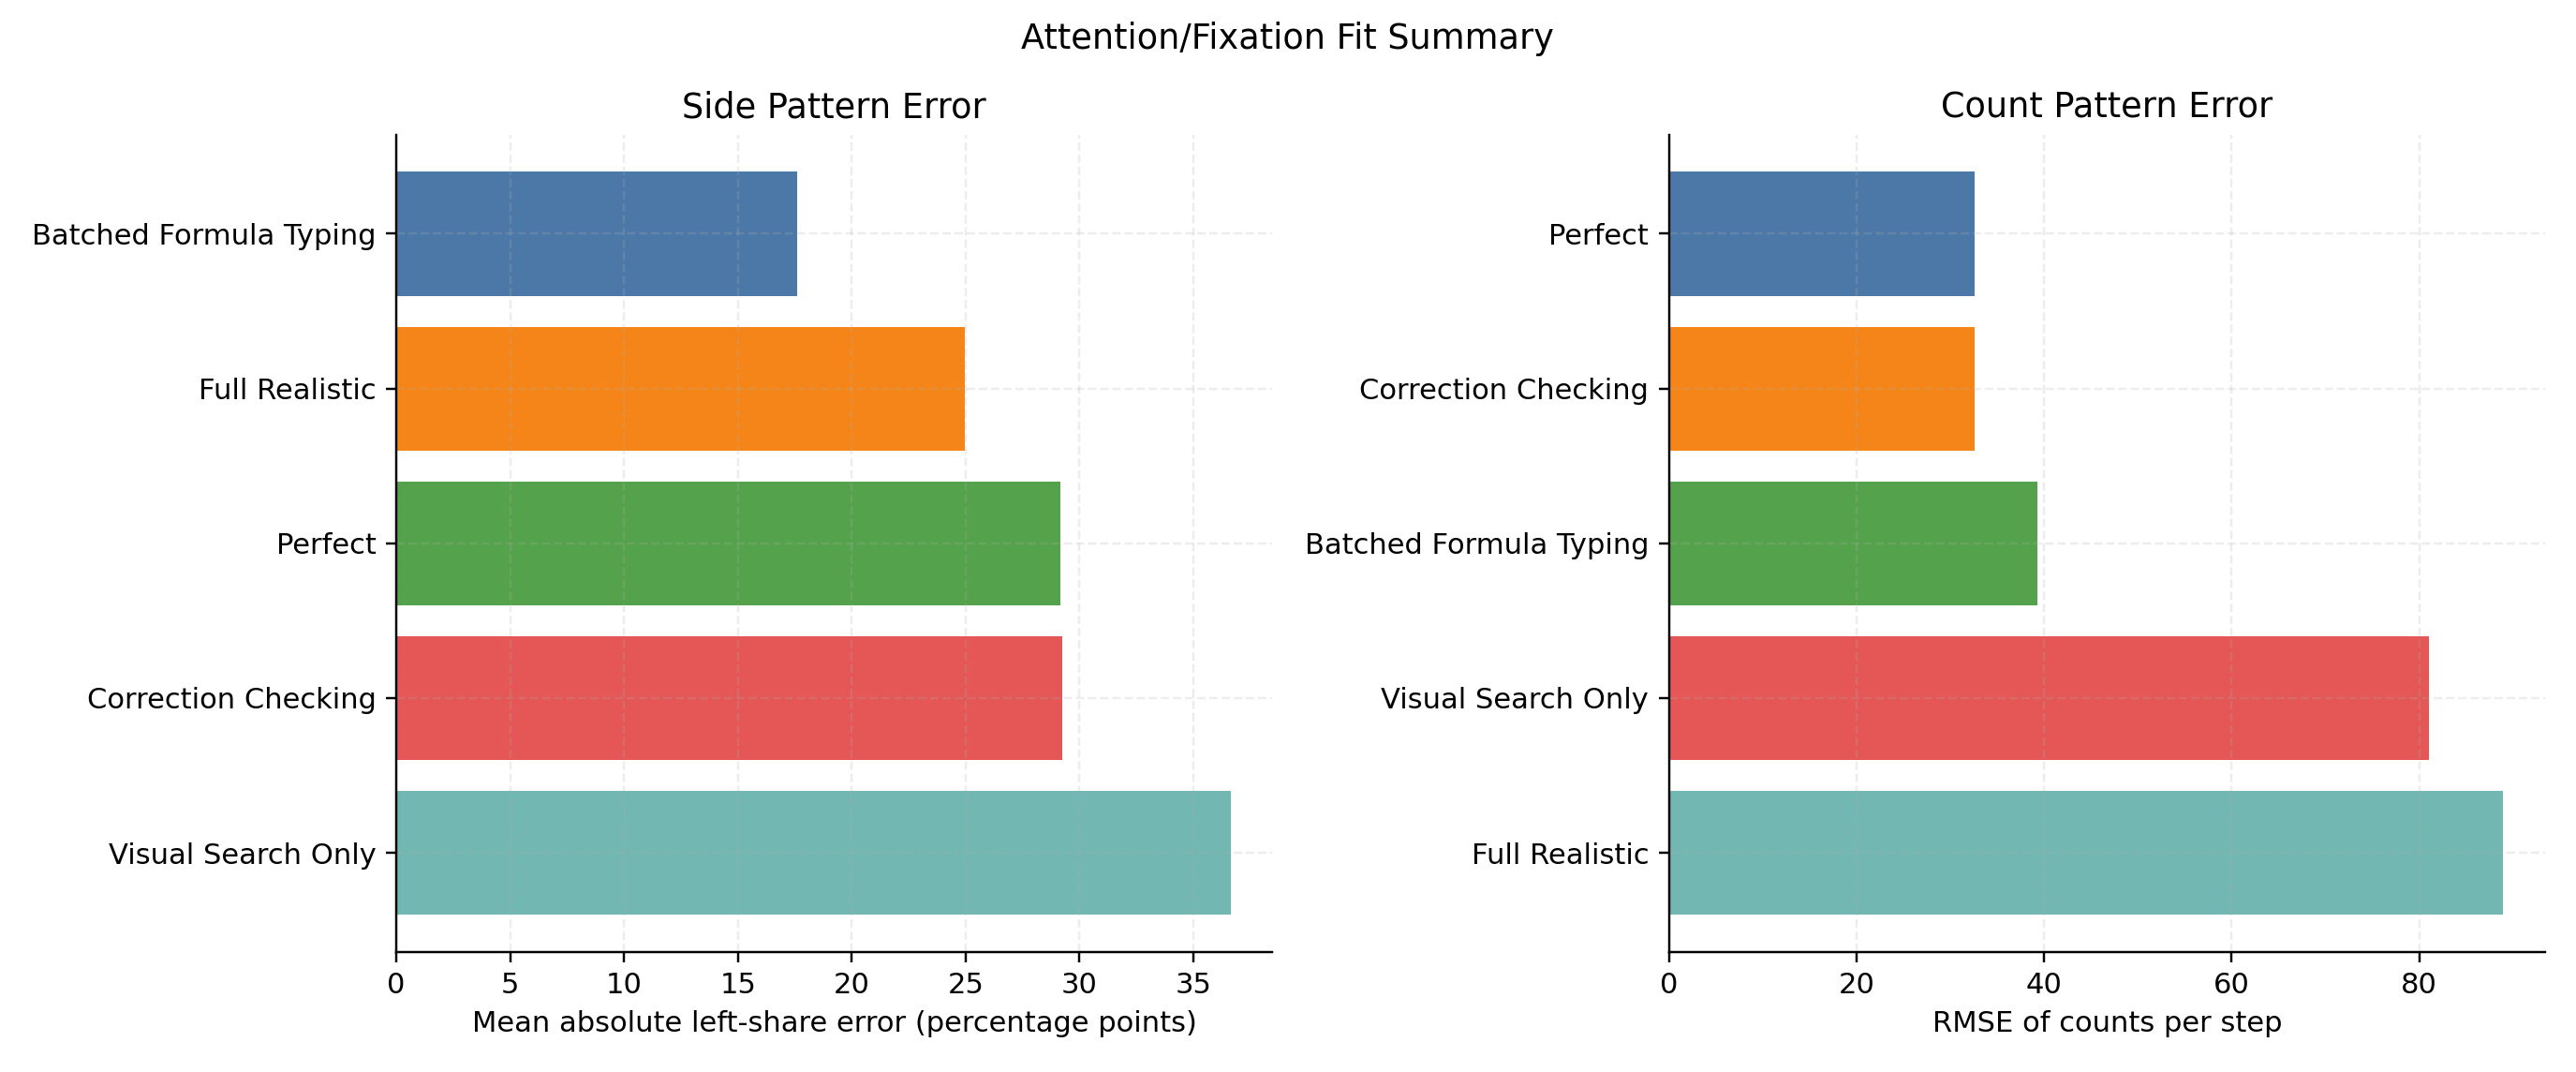 Attention/Fixation Fit Summary
Side Pattern Error
Batched Formula Typing
Full Realistic
Perfect
Correction Checking
Visual Search Only
0 5 10 15 20 25 30 35
Mean absolute left-share error (percentage points)
Count Pattern Error
Perfect
Correction Checking
Batched Formula Typing
Visual Search Only
Full Realistic
0 20 40 60 80
RMSE of counts per step